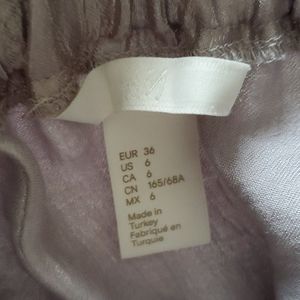 EUR 36
US 6
CA 6
CN 165/68A
MX 6
Made in
Turkey
Fabriqué en
Turquie